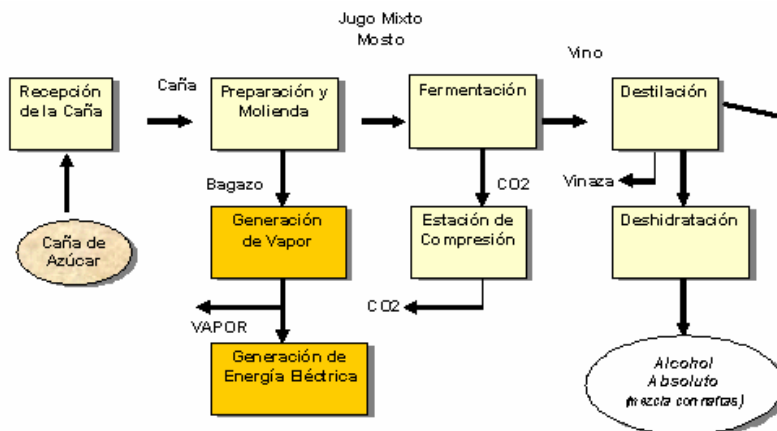 Jugo Mixto
Mosto
Vino
Recepción
de la Caña
Caña
Preparación y
Molienda
Fermentación
Destilación
Bagazo
CO2
Vinaza
Caña de
Azúcar
Generación
de Vapor
Estación de
Compresión
Deshidratación
VAPOR
CO2
Generación de
Energía Eléctrica
Alcohol
Absoluto
(mezcla con naftas)